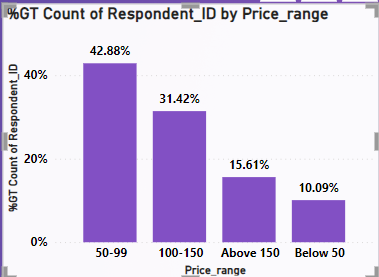 %GT Count of Respondent_ID by Price_range
%GT Count of Respondent_ID
42.88%
40%
31.42%
20%
15.61%
10.09%
0%
50-99 100-150 Above 150 Below 50
Price_range